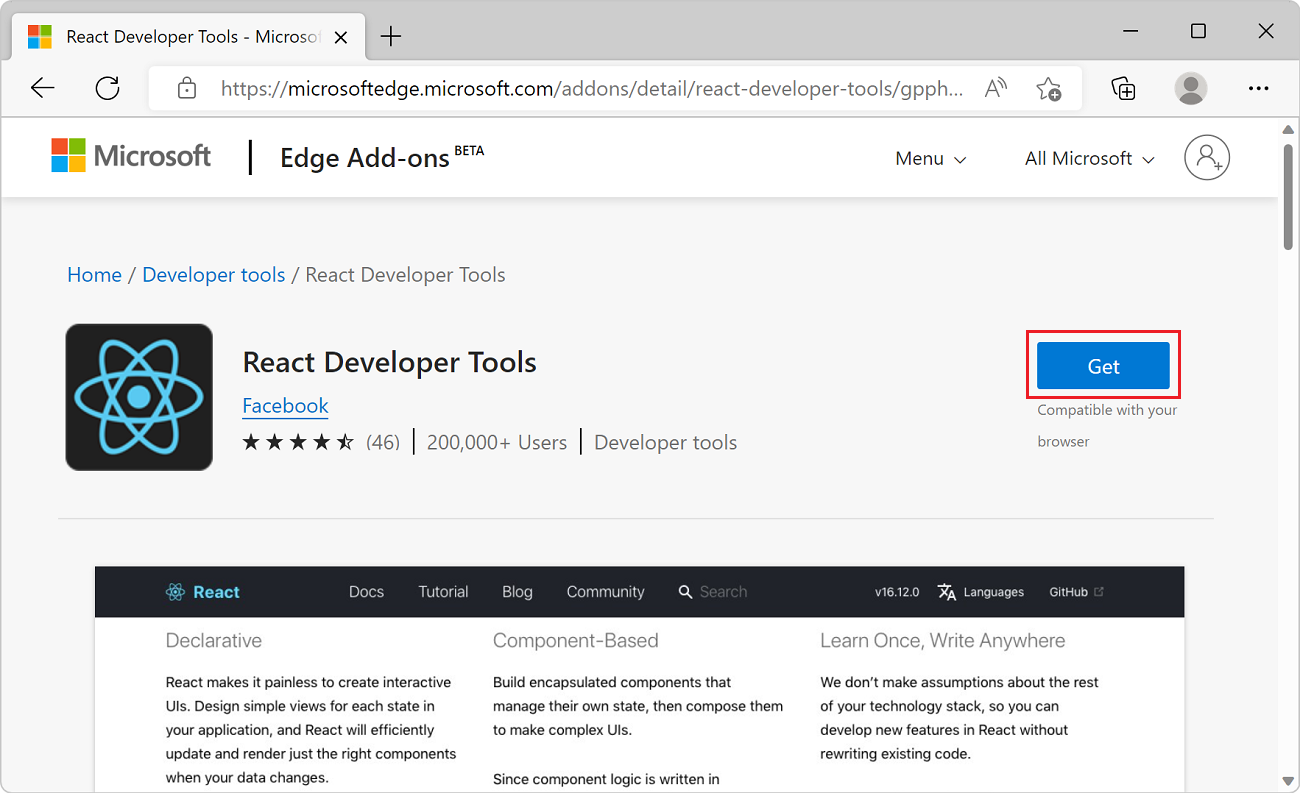 React Developer Tools - Microso
https://microsoftedge.microsoft.com/addons/detail/react-developer-tools/gpph...
Microsoft | Edge Add-ons BETA Menu All Microsoft
Home / Developer tools / React Developer Tools
React Developer Tools
Get
Facebook
Compatible with your
browser
(46) | 200,000+ Users | Developer tools
React Docs Tutorial Blog Community Search v16.12.0 Languages GitHub
Declarative
React makes it painless to create interactive
UIs. Design simple views for each state in
your application, and React will efficiently
update and render just the right components
when your data changes.
Component-Based
Build encapsulated components that
manage their own state, then compose them
to make complex UIs.
Since component logic is written in
Learn Once, Write Anywhere
We don’t make assumptions about the rest
of your technology stack, so you can
develop new features in React without
rewriting existing code.